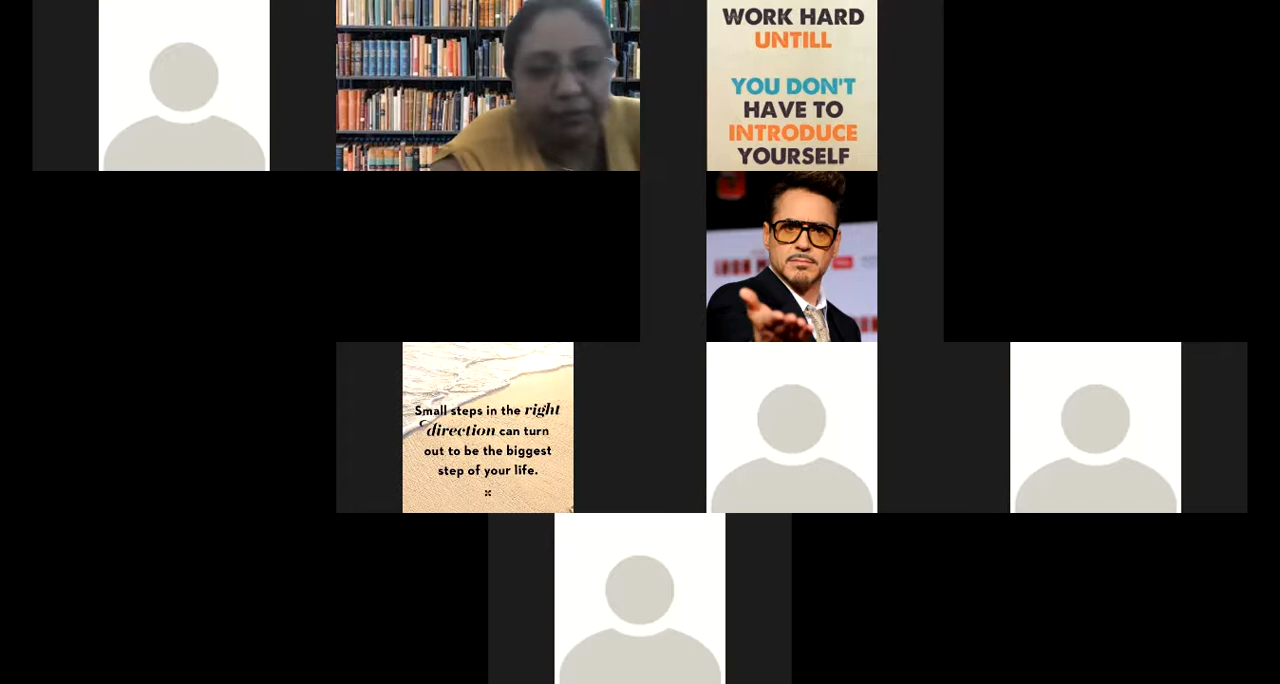 WORK HARD
UNTILL
YOU DON'T
HAVE TO
INTRODUCE
YOURSELF
Small steps in the right
direction can turn
out to be the biggest
step of your life.